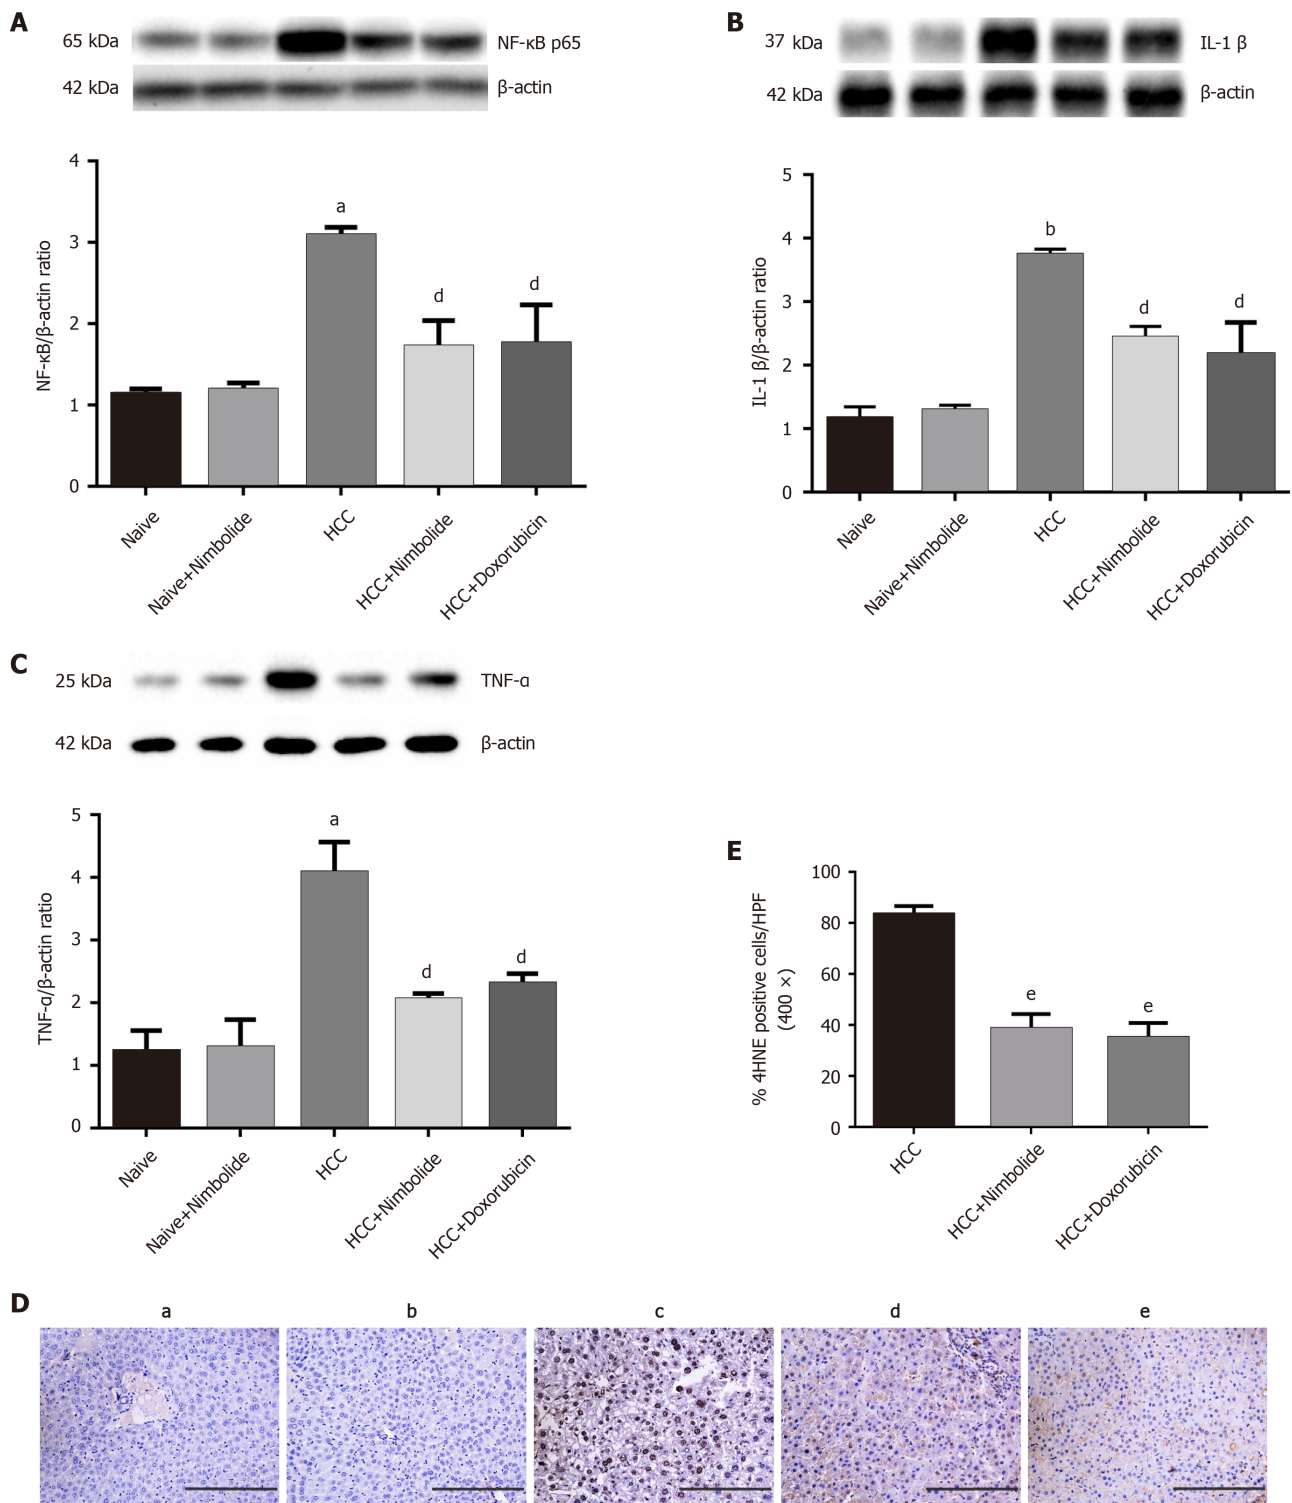 A
65 kDa
NF-κB p65
42 kDa
β-actin
4
3
2
1
0
NF-κB/β-actin ratio
a
d
d
Naive
Naive+Nimbolide
HCC
HCC+Nimbolide
HCC+Doxorubicin
B
37 kDa
IL-1 β
42 kDa
β-actin
5
4
3
2
1
0
IL-1 β/β-actin ratio
b
d
d
Naive
Naive+Nimbolide
HCC
HCC+Nimbolide
HCC+Doxorubicin
C
25 kDa
TNF-α
42 kDa
β-actin
5
4
3
2
1
0
TNF-α/β-actin ratio
a
d
d
Naive
Naive+Nimbolide
HCC
HCC+Nimbolide
HCC+Doxorubicin
E
100
80
60
40
20
0
% 4HNE positive cells/HPF
(400 ×)
e
e
HCC
HCC+Nimbolide
HCC+Doxorubicin
D
a
b
c
d
e